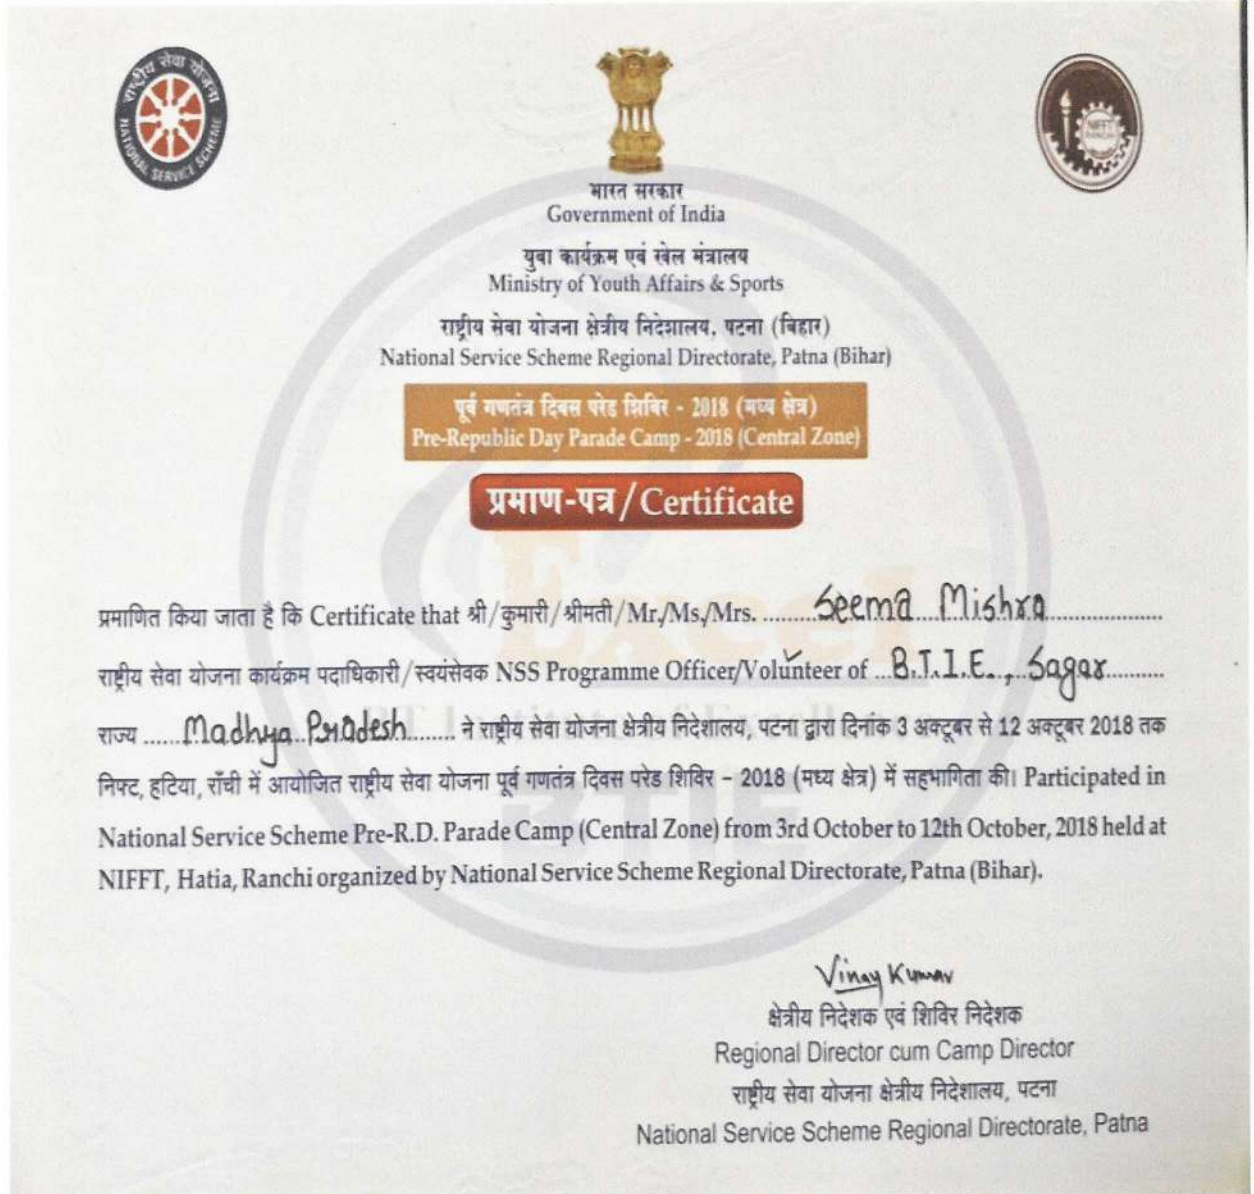 राष्ट्रीय सेवा योजना
NATIONAL SERVICE SCHEME
NIFFT
भारत सरकार
Government of India
युवा कार्यक्रम एवं खेल मंत्रालय
Ministry of Youth Affairs & Sports
राष्ट्रीय सेवा योजना क्षेत्रीय निदेशालय, पटना (बिहार)
National Service Scheme Regional Directorate, Patna (Bihar)
पूर्व गणतंत्र दिवस परेड शिविर - 2018 (मध्य क्षेत्र)
Pre-Republic Day Parade Camp - 2018 (Central Zone)
प्रमाण-पत्र/Certificate
Excel
प्रमाणित किया जाता है कि Certificate that श्री/कुमारी/श्रीमती/Mr./Ms./Mrs. Seema Mishra
राष्ट्रीय सेवा योजना कार्यक्रम पदाधिकारी/स्वयंसेवक NSS Programme Officer/Volunteer of B.T.I.E., Sagar
राज्य Madhya Pradesh ने राष्ट्रीय सेवा योजना क्षेत्रीय निदेशालय, पटना द्वारा दिनांक 3 अक्टूबर से 12 अक्टूबर 2018 तक
निफ्ट, हटिया, राँची में आयोजित राष्ट्रीय सेवा योजना पूर्व गणतंत्र दिवस परेड शिविर – 2018 (मध्य क्षेत्र) में सहभागिता की। Participated in
BTIE
National Service Scheme Pre-R.D. Parade Camp (Central Zone) from 3rd October to 12th October, 2018 held at
NIFFT, Hatia, Ranchi organized by National Service Scheme Regional Directorate, Patna (Bihar).
Vinay Kumar
क्षेत्रीय निदेशक एवं शिविर निदेशक
Regional Director cum Camp Director
राष्ट्रीय सेवा योजना क्षेत्रीय निदेशालय, पटना
National Service Scheme Regional Directorate, Patna